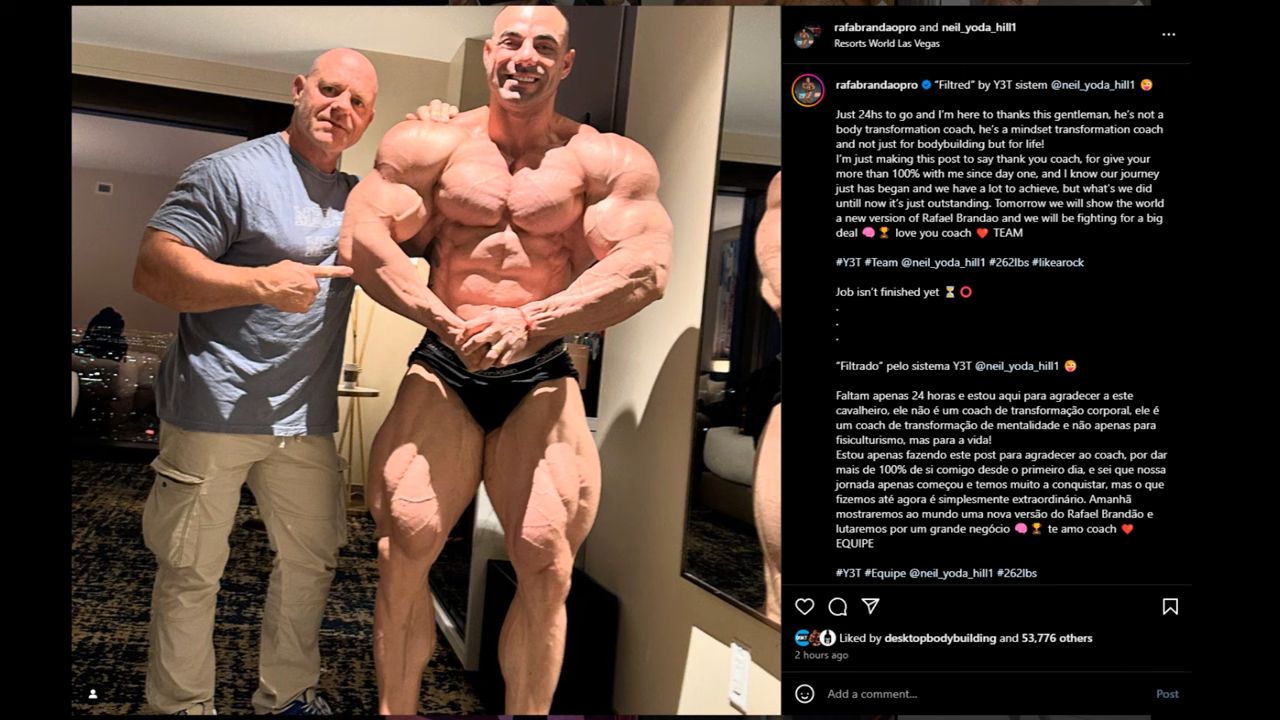 rafabrandaopro and neil_yoda_hill1
Resorts World Las Vegas
rafabrandaopro "Filtred" by Y3T sistem @neil_yoda_hill1 😜
Just 24hs to go and I'm here to thanks this gentleman, he's not a
body transformation coach, he's a mindset transformation coach
and not just for bodybuilding but for life!
I'm just making this post to say thank you coach, for give your
more than 100% with me since day one, and I know our journey
just has began and we have a lot to achieve, but what's we did
untill now it's just outstanding. Tomorrow we will show the world
a new version of Rafael Brandao and we will be fighting for a big
deal 🧠🏆 love you coach ❤️ TEAM
#Y3T #Team @neil_yoda_hill1 #262lbs #likearock
Job isn't finished yet ⏳⭕
.
.
.
"Filtrado" pelo sistema Y3T @neil_yoda_hill1 😜
Faltam apenas 24 horas e estou aqui para agradecer a este
cavalheiro, ele não é um coach de transformação corporal, ele é
um coach de transformação de mentalidade e não apenas para
fisiculturismo, mas para a vida!
Estou apenas fazendo este post para agradecer ao coach, por dar
mais de 100% de si comigo desde o primeiro dia, e sei que nossa
jornada apenas começou e temos muito a conquistar, mas o que
fizemos até agora é simplesmente extraordinário. Amanhã
mostraremos ao mundo uma nova versão do Rafael Brandão e
lutaremos por um grande negócio 🧠🏆 te amo coach ❤️
EQUIPE
#Y3T #Equipe @neil_yoda_hill1 #262lbs
Liked by desktopbodybuilding and 53,776 others
2 hours ago
Add a comment...
Post